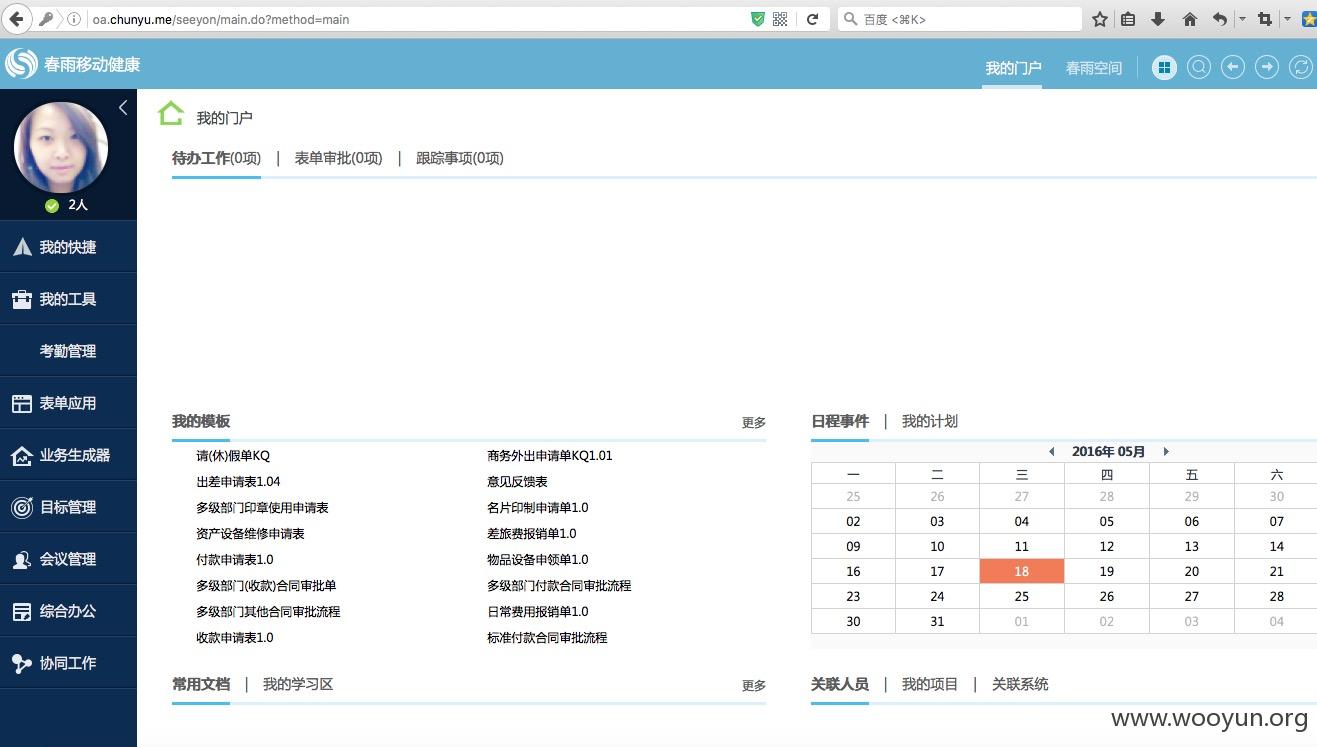 oa.chunyu.me/seeyon/main.do?method=main
百度 <⌘K>
春雨移动健康
我的门户 春雨空间
2人
我的快捷
我的工具
考勤管理
表单应用
业务生成器
目标管理
会议管理
综合办公
协同工作
我的门户
待办工作(0项) | 表单审批(0项) | 跟踪事项(0项)
我的模板 更多
请(休)假单KQ 商务外出申请单KQ1.01
出差申请表1.04 意见反馈表
多级部门印章使用申请表 名片印制申请单1.0
资产设备维修申请表 差旅费报销单1.0
付款申请表1.0 物品设备申领单1.0
多级部门(收款)合同审批单 多级部门付款合同审批流程
多级部门其他合同审批流程 日常费用报销单1.0
收款申请表1.0 标准付款合同审批流程
日程事件 | 我的计划
2016年 05月
一 二 三 四 五 六
25 26 27 28 29 30
02 03 04 05 06 07
09 10 11 12 13 14
16 17 18 19 20 21
23 24 25 26 27 28
30 31 01 02 03 04
常用文档 | 我的学习区 更多
关联人员 | 我的项目 | 关联系统
www.wooyun.org